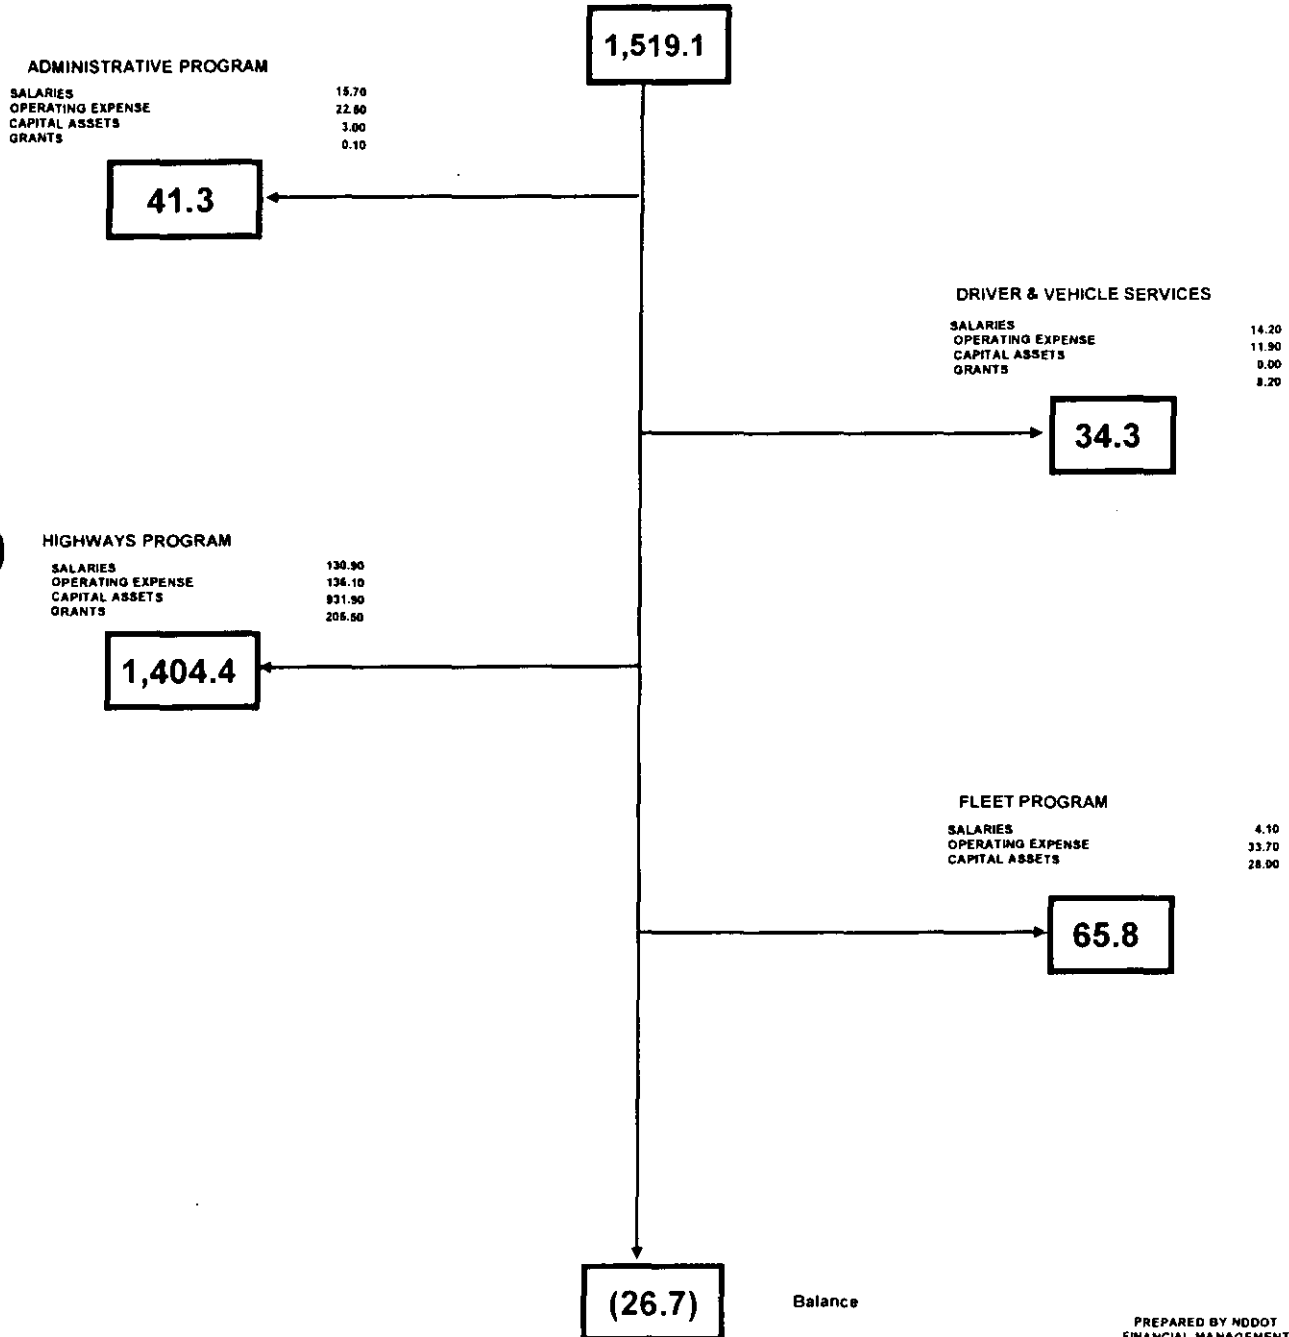 1,519.1
ADMINISTRATIVE PROGRAM
SALARIES 15.70
OPERATING EXPENSE 22.60
CAPITAL ASSETS 3.00
GRANTS 0.10
41.3
DRIVER & VEHICLE SERVICES
SALARIES 14.20
OPERATING EXPENSE 11.90
CAPITAL ASSETS 0.00
GRANTS 8.20
34.3
HIGHWAYS PROGRAM
SALARIES 130.90
OPERATING EXPENSE 136.10
CAPITAL ASSETS 931.90
GRANTS 205.50
1,404.4
FLEET PROGRAM
SALARIES 4.10
OPERATING EXPENSE 33.70
CAPITAL ASSETS 28.00
65.8
(26.7) Balance
PREPARED BY NDDOT
FINANCIAL MANAGEMENT